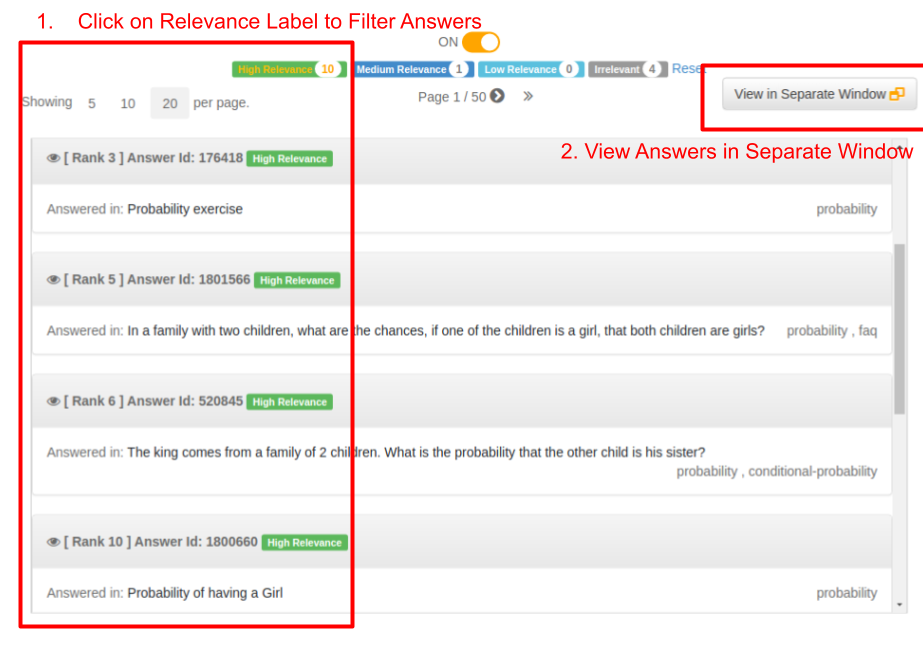 1. Click on Relevance Label to Filter Answers
ON
High Relevance 10 Medium Relevance 1 Low Relevance 0 Irrelevant 4 Reset
Showing 5 10 20 per page.
Page 1 / 50
View in Separate Window
2. View Answers in Separate Window
[ Rank 3 ] Answer Id: 176418 High Relevance
Answered in: Probability exercise probability
[ Rank 5 ] Answer Id: 1801566 High Relevance
Answered in: In a family with two children, what are the chances, if one of the children is a girl, that both children are girls? probability , faq
[ Rank 6 ] Answer Id: 520845 High Relevance
Answered in: The king comes from a family of 2 children. What is the probability that the other child is his sister?
probability , conditional-probability
[ Rank 10 ] Answer Id: 1800660 High Relevance
Answered in: Probability of having a Girl probability